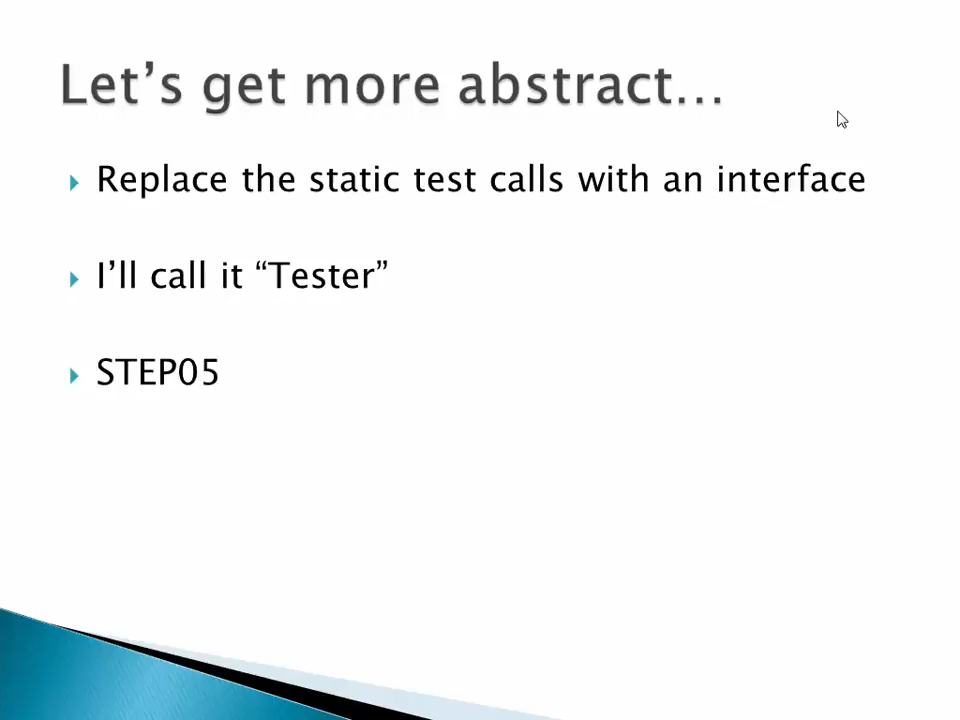 Let’s get more abstract…
Replace the static test calls with an interface
I’ll call it “Tester”
STEP05